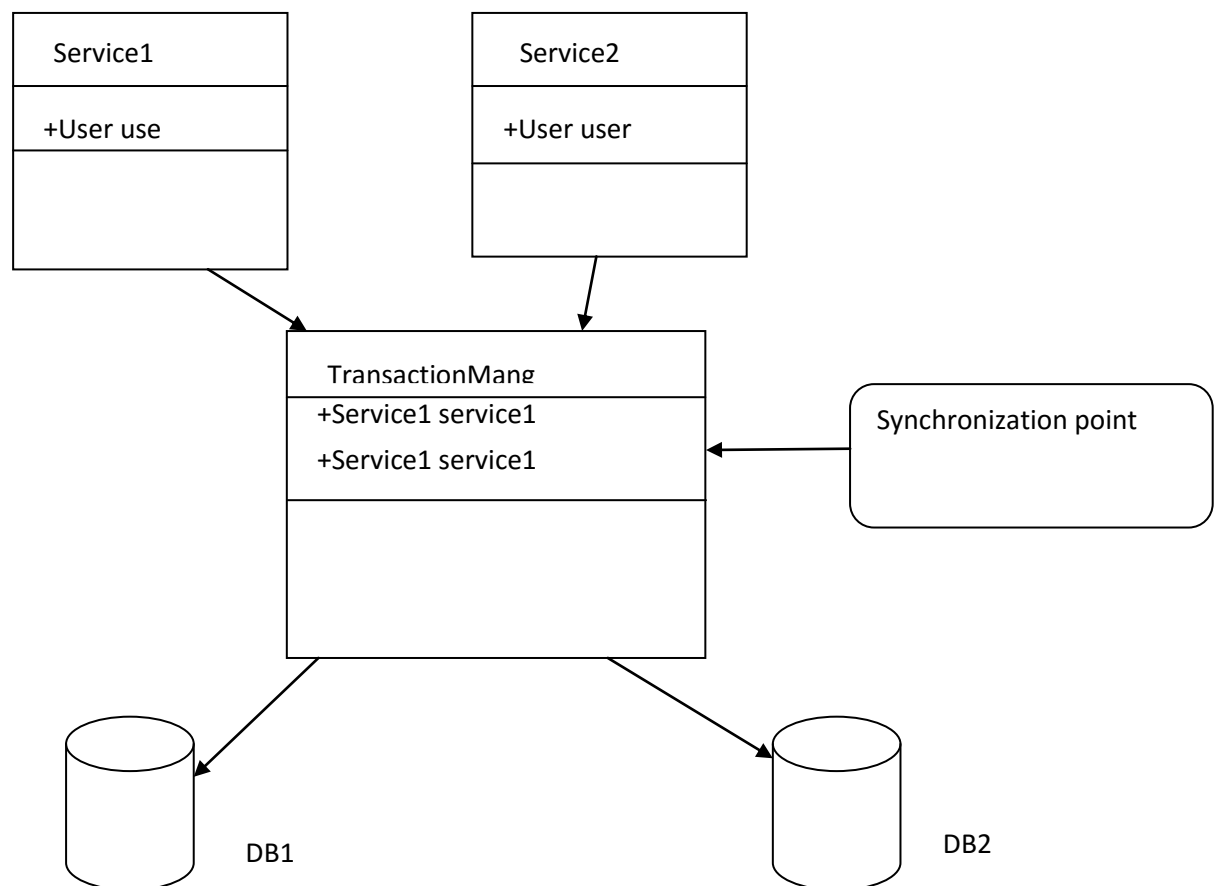 Service1
Service2
+User use
+User user
TransactionMang
+Service1 service1
+Service1 service1
Synchronization point
DB1
DB2